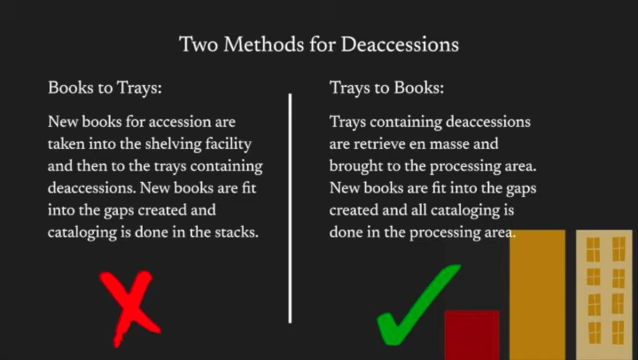 Two Methods for Deaccessions
Books to Trays:
New books for accession are
taken into the shelving facility
and then to the trays containing
deaccessions. New books are fit
into the gaps created and
cataloging is done in the stacks.
Trays to Books:
Trays containing deaccessions
are retrieve en masse and
brought to the processing area.
New books are fit into the gaps
created and all cataloging is
done in the processing area.